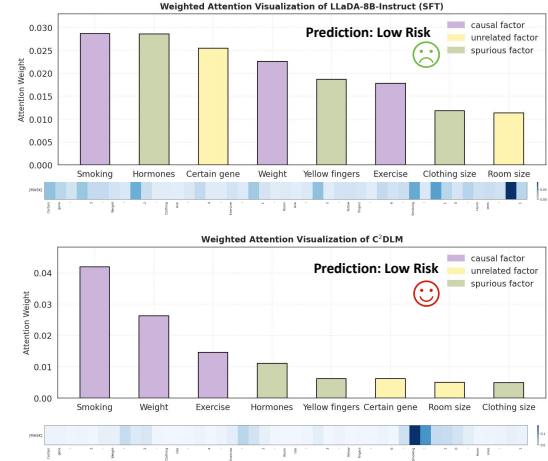 Weighted Attention Visualization of LLaDA-8B-Instruct (SFT)
Prediction: Low Risk
causal factor
unrelated factor
spurious factor
Attention Weight
0.030
0.025
0.020
0.015
0.010
0.005
0.000
Smoking Hormones Certain gene Weight Yellow fingers Exercise Clothing size Room size
[MASK]
Weighted Attention Visualization of C²DLM
Prediction: Low Risk
causal factor
unrelated factor
spurious factor
Attention Weight
0.04
0.03
0.02
0.01
0.00
Smoking Weight Exercise Hormones Yellow fingers Certain gene Room size Clothing size
[MASK]